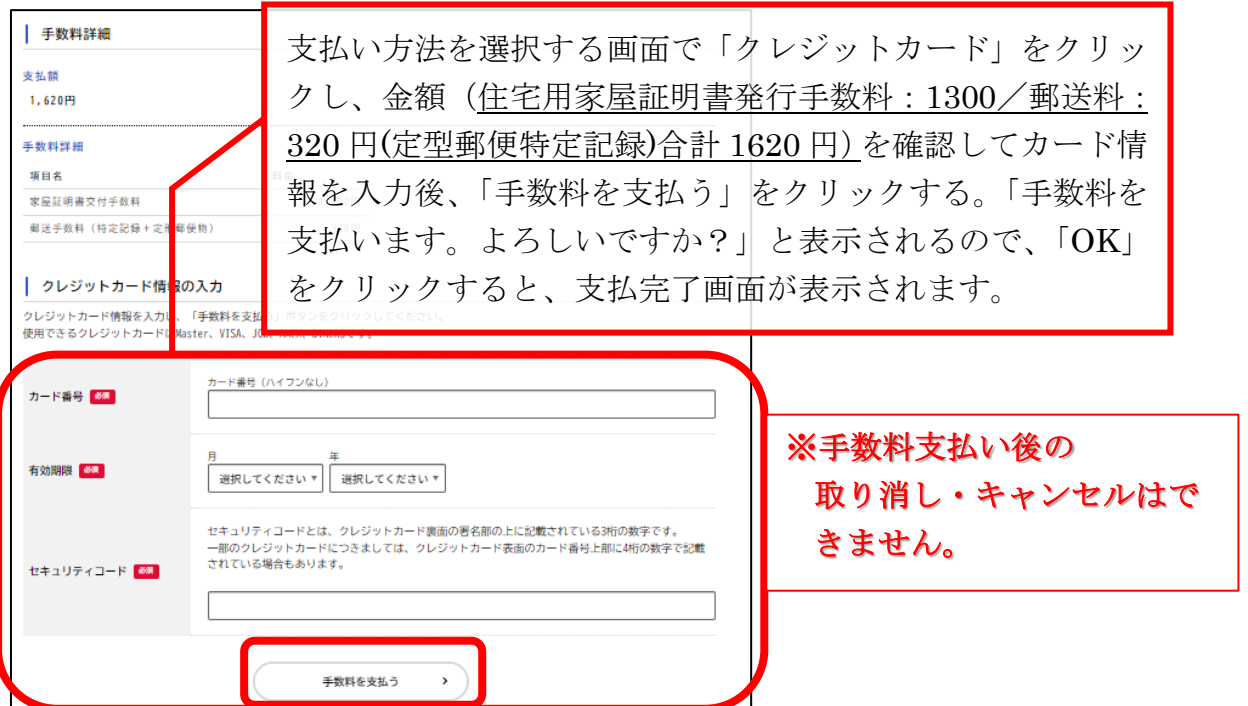 手数料詳細
支払額
1,620円
手数料詳細
項目名
料金
家屋証明書交付手数料
郵送手数料(特定記録+定形郵便物)
支払い方法を選択する画面で「クレジットカード」をクリッ
クし、金額(住宅用家屋証明書発行手数料:1300/郵送料:
320 円(定型郵便特定記録)合計 1620 円)を確認してカード情
報を入力後、「手数料を支払う」をクリックする。「手数料を
支払います。よろしいですか?」と表示されるので、「OK」
をクリックすると、支払完了画面が表示されます。
クレジットカード情報の入力
クレジットカード情報を入力し、「手数料を支払う」ボタンをクリックしてください。
使用できるクレジットカードはMaster、VISA、JCB、AMEX、DINERSです。
カード番号 必須
カード番号(ハイフンなし)
有効期限 必須
月 年
選択してください▼ 選択してください▼
セキュリティコード 必須
セキュリティコードとは、クレジットカード裏面の署名部の上に記載されている3桁の数字です。
一部のクレジットカードにつきましては、クレジットカード表面のカード番号上部に4桁の数字で記載
されている場合もあります。
手数料を支払う >
※手数料支払い後の
取り消し・キャンセルはで
きません。